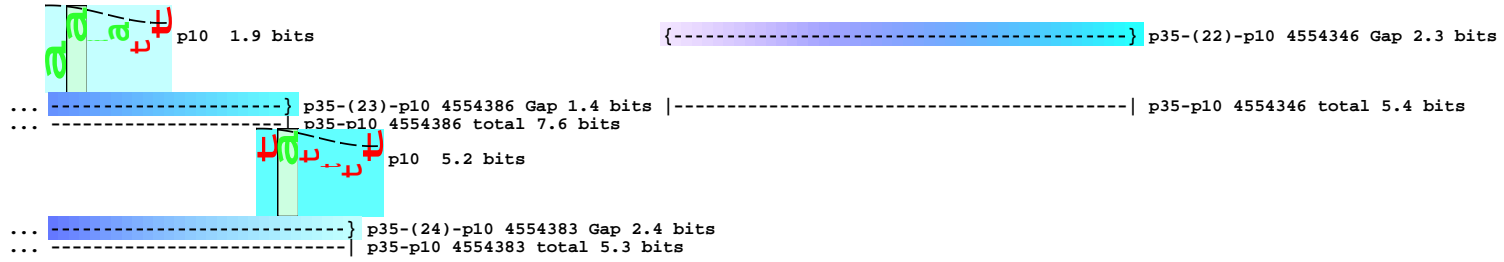 a a l a t t p10 1.9 bits
{---------------------------------------------} p35-(22)-p10 4554346 Gap 2.3 bits
... -----------------------} p35-(23)-p10 4554386 Gap 1.4 bits |-------------------------------------------| p35-p10 4554346 total 5.4 bits
... -----------------------| p35-p10 4554386 total 7.6 bits
t a t t t p10 5.2 bits
... -----------------------------} p35-(24)-p10 4554383 Gap 2.4 bits
... -----------------------------| p35-p10 4554383 total 5.3 bits